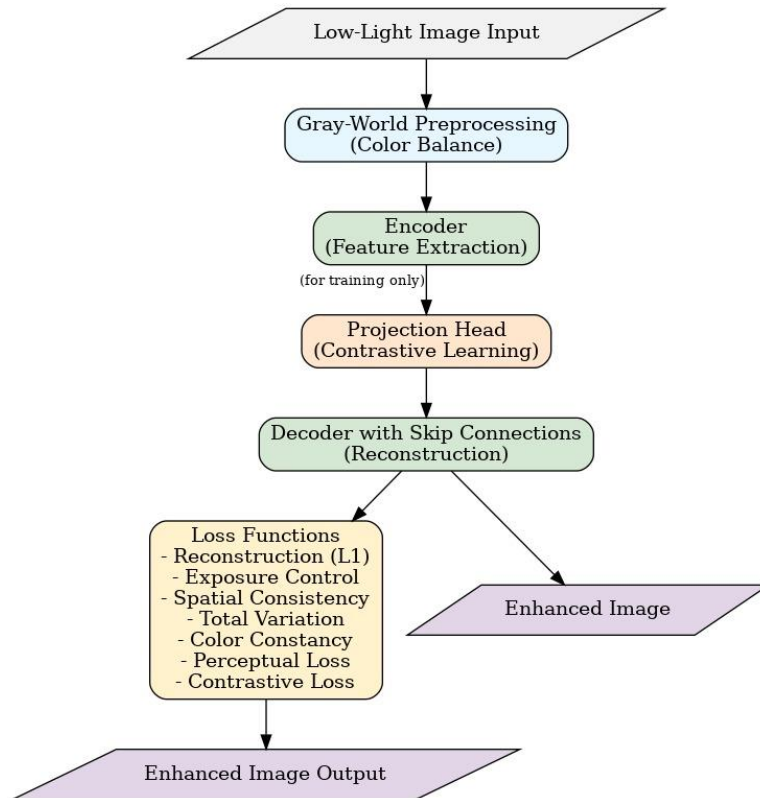 Low-Light Image Input
Gray-World Preprocessing
(Color Balance)
Encoder
(Feature Extraction)
(for training only)
Projection Head
(Contrastive Learning)
Decoder with Skip Connections
(Reconstruction)
Loss Functions
- Reconstruction (L1)
- Exposure Control
- Spatial Consistency
- Total Variation
- Color Constancy
- Perceptual Loss
- Contrastive Loss
Enhanced Image
Enhanced Image Output